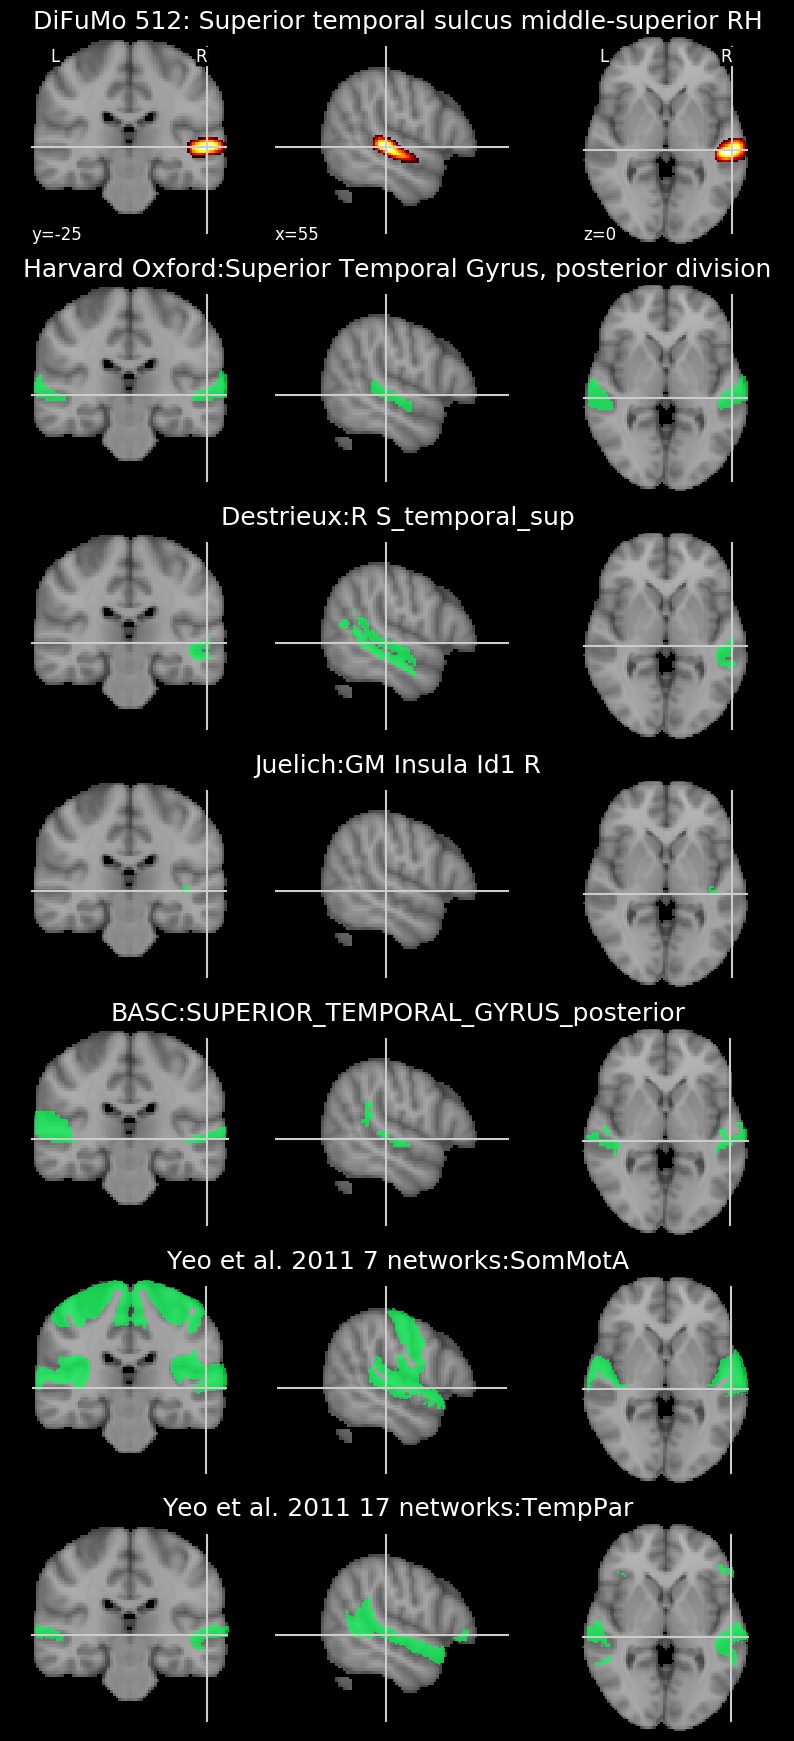 DiFuMo 512: Superior temporal sulcus middle-superior RH
L R L R
y=-25 x=55 z=0
Harvard Oxford:Superior Temporal Gyrus, posterior division
Destrieux:R S_temporal_sup
Juelich:GM Insula Id1 R
BASC:SUPERIOR_TEMPORAL_GYRUS_posterior
Yeo et al. 2011 7 networks:SomMotA
Yeo et al. 2011 17 networks:TempPar